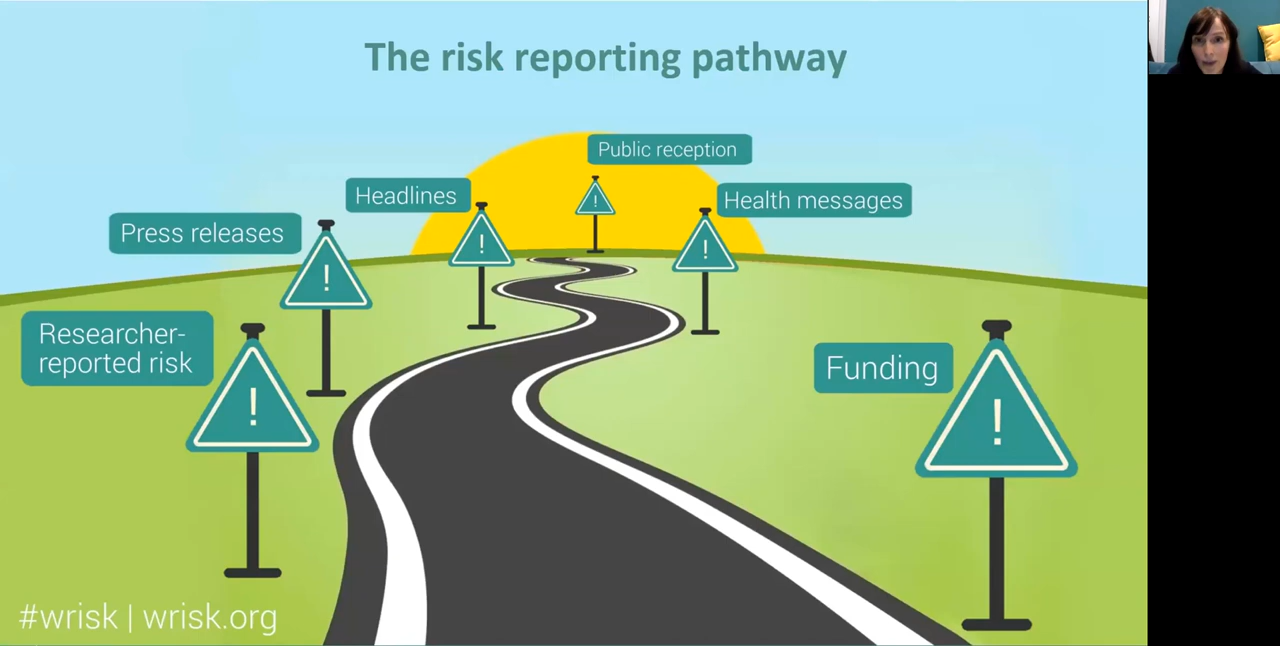 The risk reporting pathway
Public reception
Headlines
Health messages
Press releases
Researcher-
reported risk
Funding
!
!
!
!
!
!
#wrisk | wrisk.org